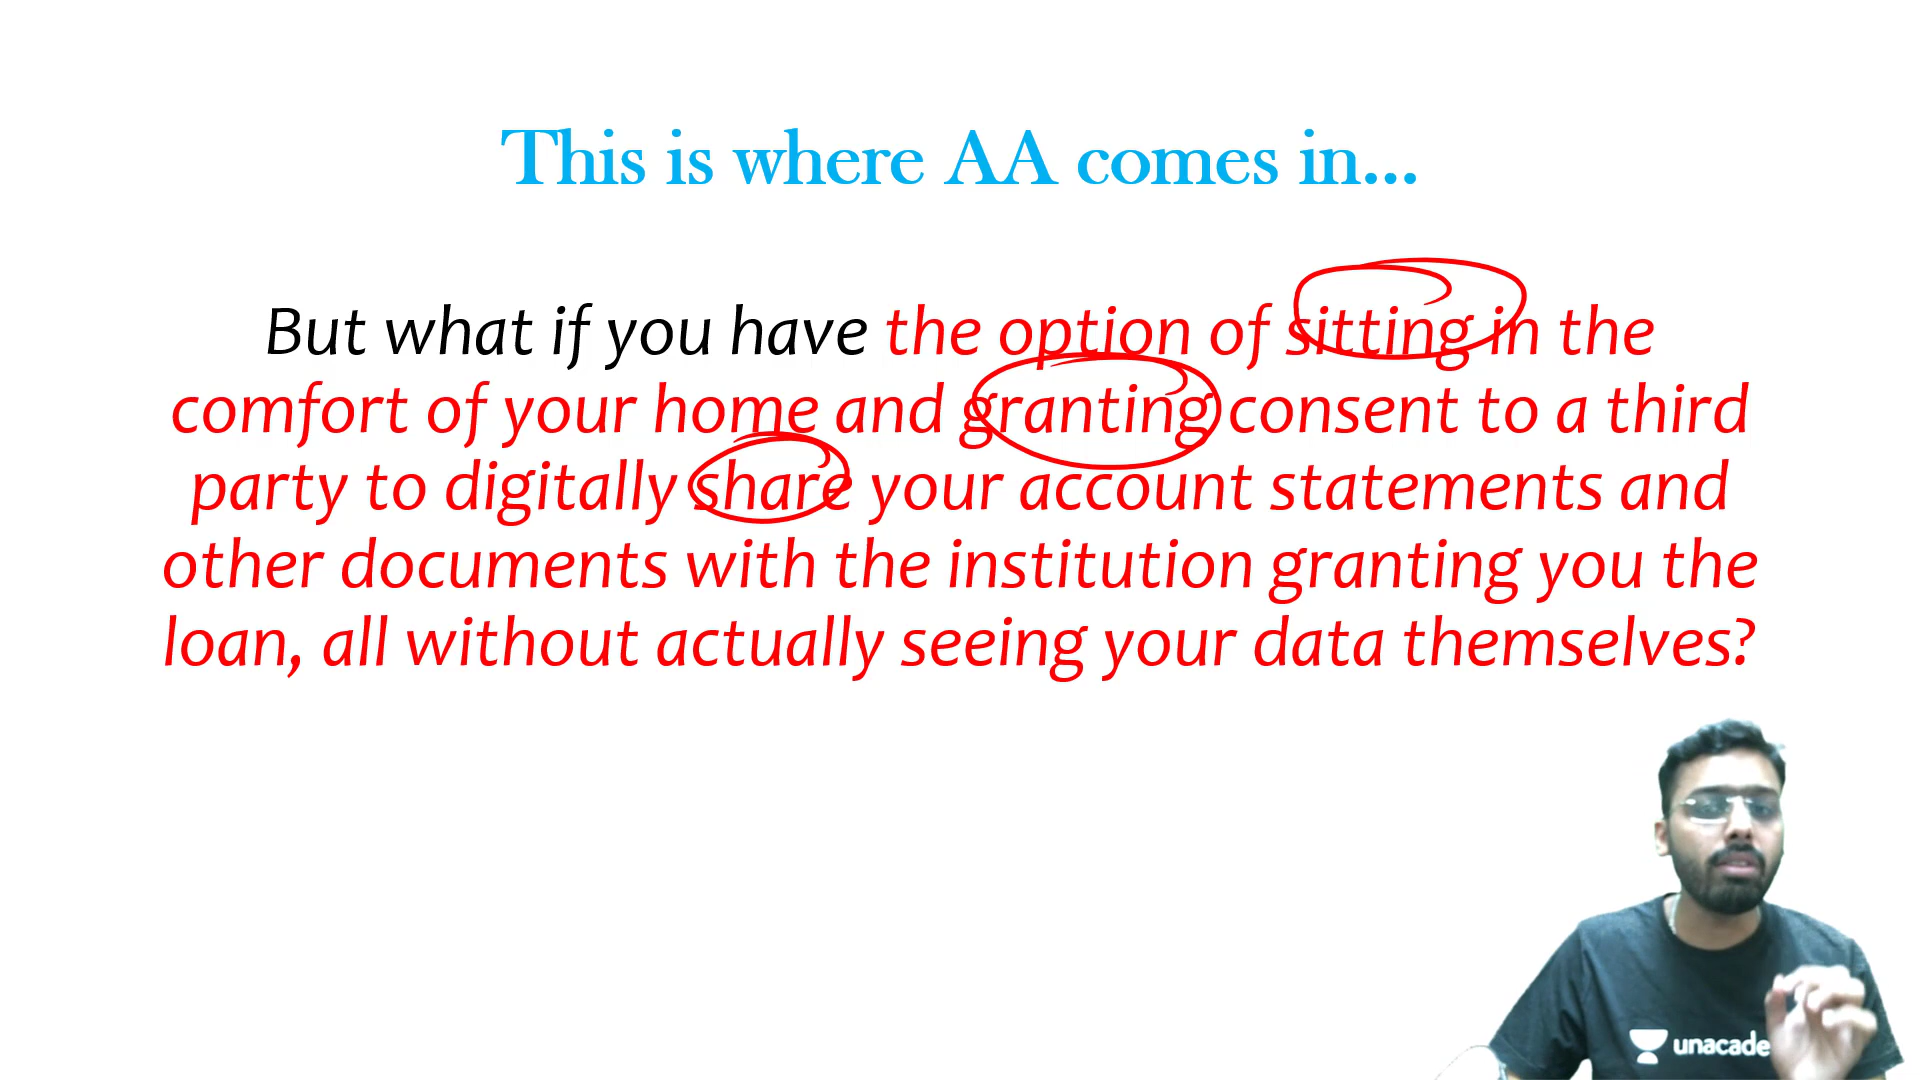 This is where AA comes in...
But what if you have the option of sitting in the
comfort of your home and granting consent to a third
party to digitally share your account statements and
other documents with the institution granting you the
loan, all without actually seeing your data themselves?
unacade